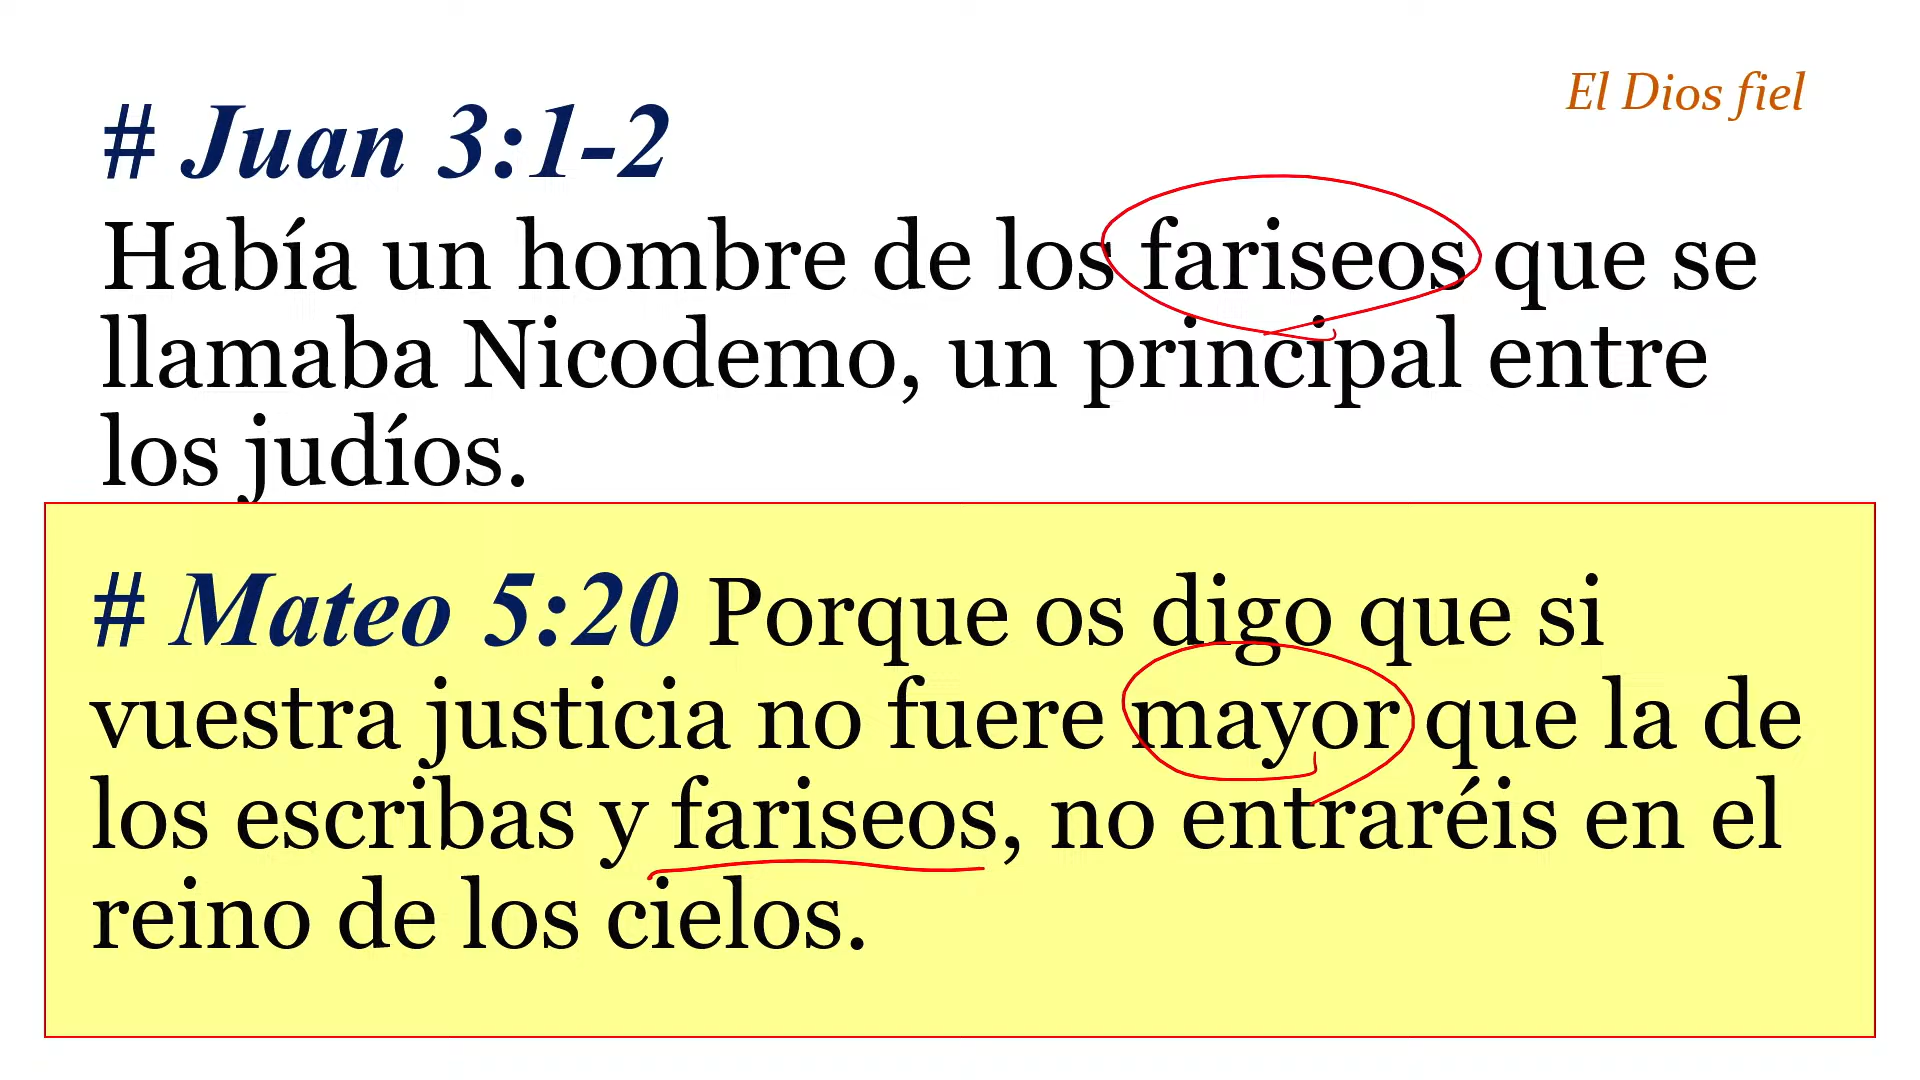 El Dios fiel
# Juan 3:1-2
Había un hombre de los fariseos que se
llamaba Nicodemo, un principal entre
los judíos.
# Mateo 5:20 Porque os digo que si
vuestra justicia no fuere mayor que la de
los escribas y fariseos, no entraréis en el
reino de los cielos.